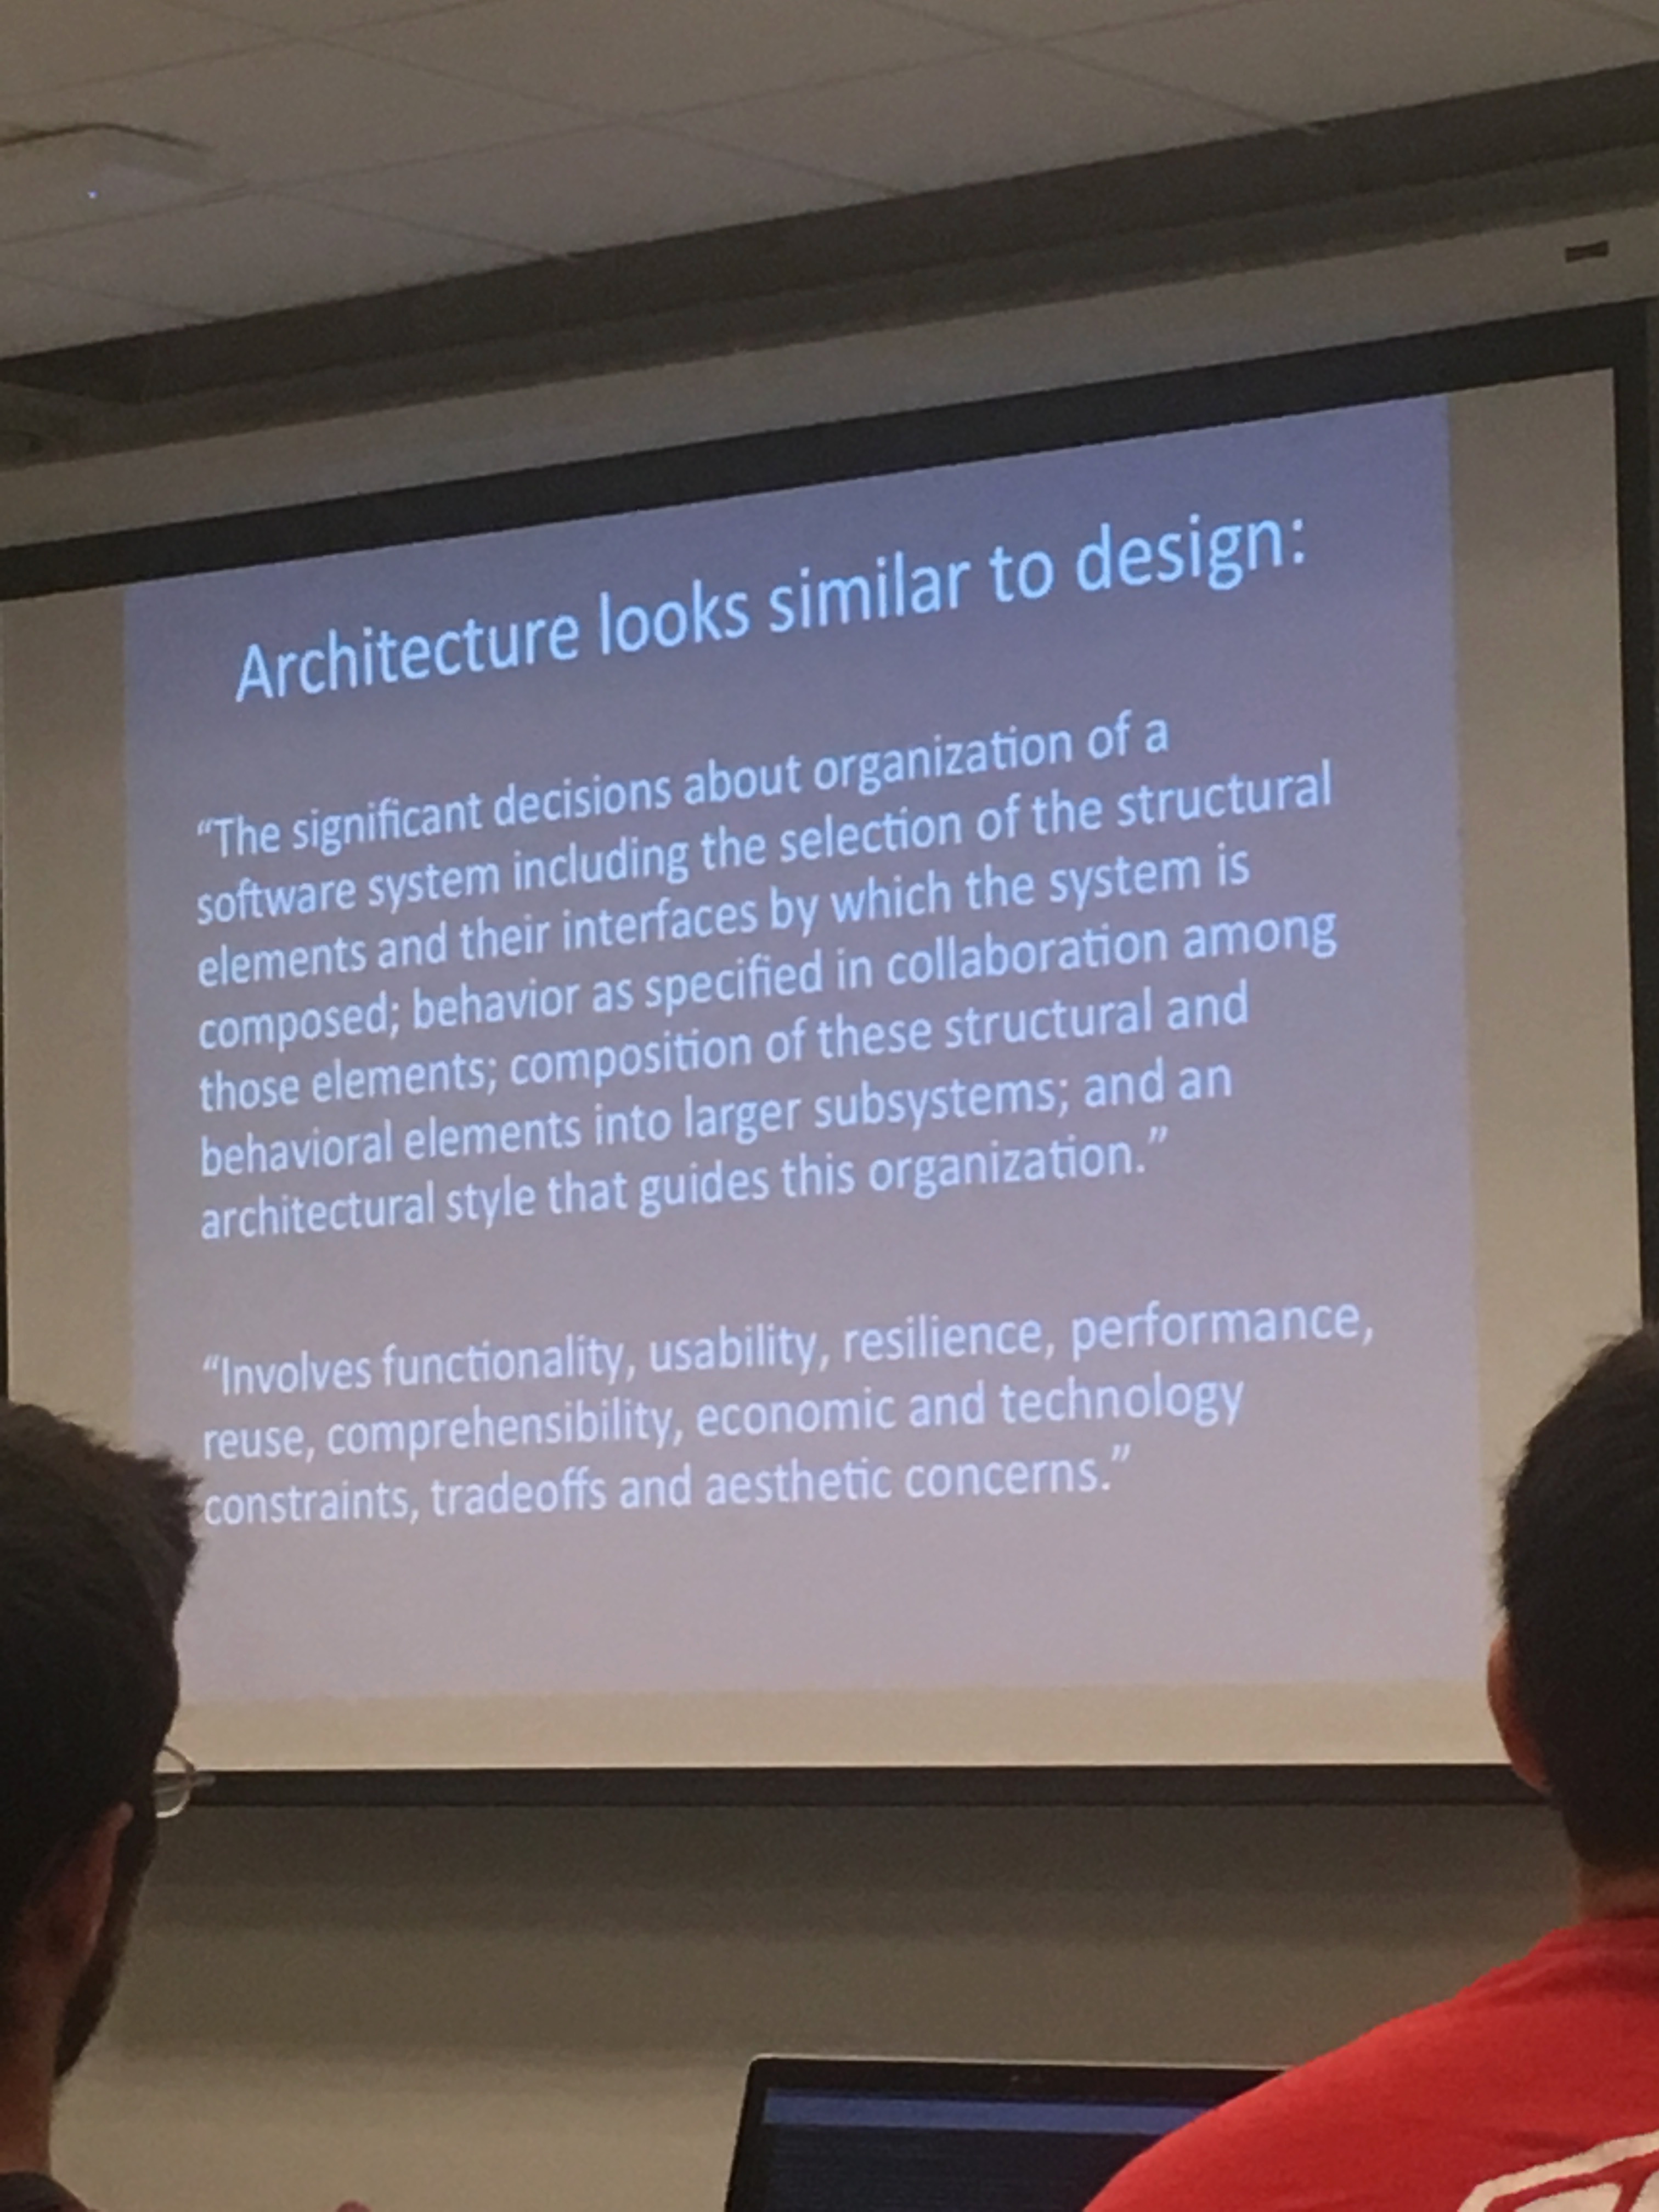 Architecture looks similar to design:
“The significant decisions about organization of a
software system including the selection of the structural
elements and their interfaces by which the system is
composed; behavior as specified in collaboration among
those elements; composition of these structural and
behavioral elements into larger subsystems; and an
architectural style that guides this organization.”
“Involves functionality, usability, resilience, performance,
reuse, comprehensibility, economic and technology
constraints, tradeoffs and aesthetic concerns.”